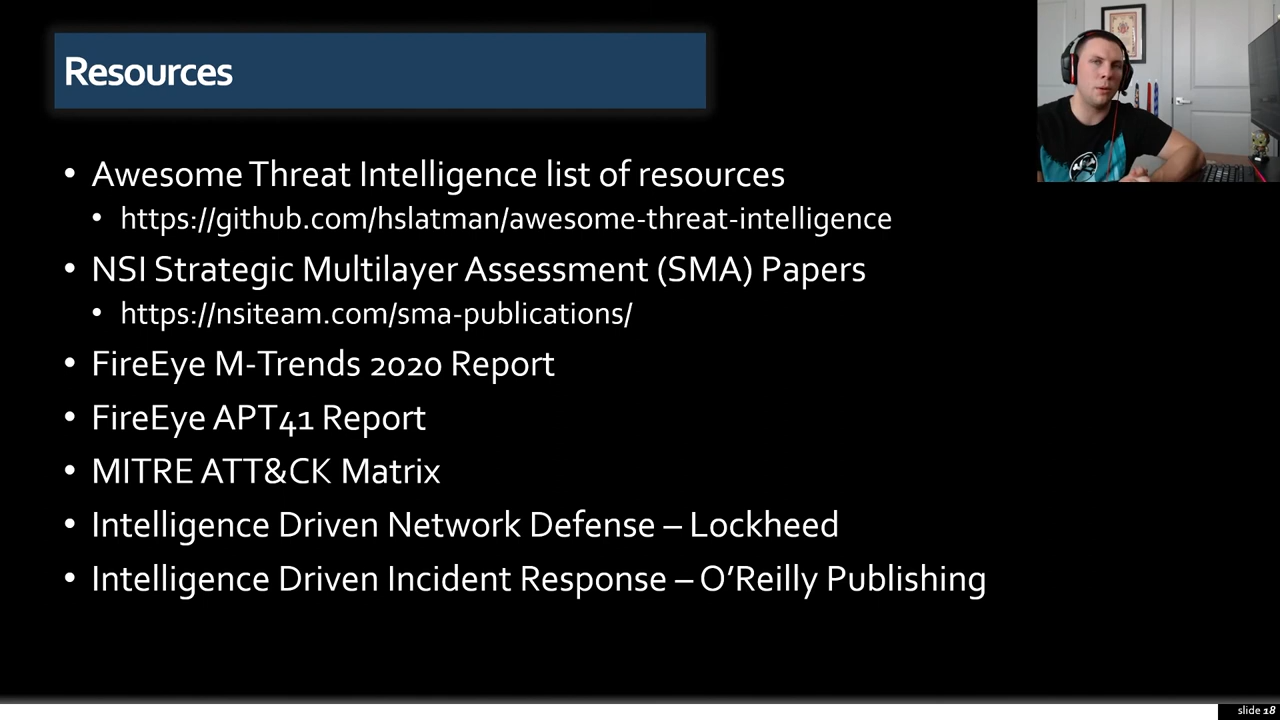 Resources
• Awesome Threat Intelligence list of resources
• https://github.com/hslatman/awesome-threat-intelligence
• NSI Strategic Multilayer Assessment (SMA) Papers
• https://nsiteam.com/sma-publications/
• FireEye M-Trends 2020 Report
• FireEye APT41 Report
• MITRE ATT&CK Matrix
• Intelligence Driven Network Defense – Lockheed
• Intelligence Driven Incident Response – O’Reilly Publishing
slide 18